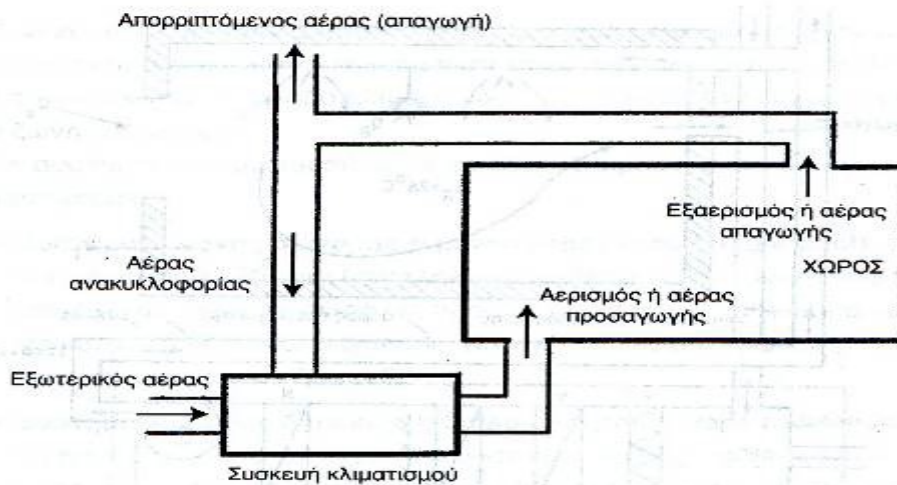 Απορριπτόμενος αέρας (απαγωγή)
Εξαερισμός ή αέρας
απαγωγής
ΧΩΡΟΣ
Αέρας
ανακυκλοφορίας
Αερισμός ή αέρας
προσαγωγής
Εξωτερικός αέρας
Συσκευή κλιματισμού